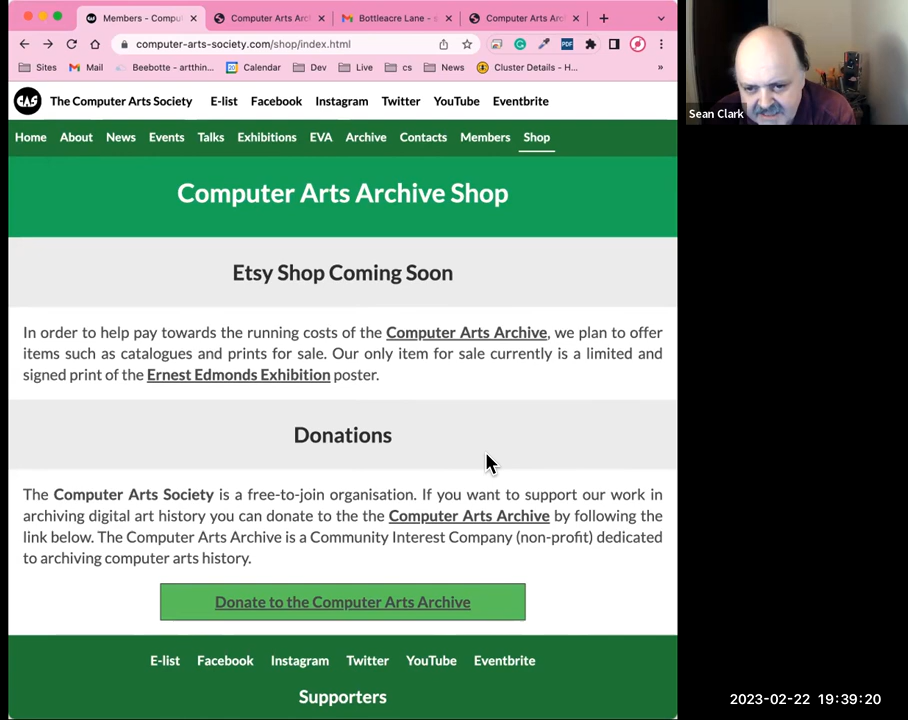 Members - Compu
Computer Arts Arc
Bottleacre Lane -
Computer Arts Arc
computer-arts-society.com/shop/index.html
Sites Mail Beebotte - artthin... Calendar Dev Live cs News Cluster Details - H... »
CAS The Computer Arts Society E-list Facebook Instagram Twitter YouTube Eventbrite
Home About News Events Talks Exhibitions EVA Archive Contacts Members Shop
Computer Arts Archive Shop
Etsy Shop Coming Soon
In order to help pay towards the running costs of the Computer Arts Archive, we plan to offer
items such as catalogues and prints for sale. Our only item for sale currently is a limited and
signed print of the Ernest Edmonds Exhibition poster.
Donations
The Computer Arts Society is a free-to-join organisation. If you want to support our work in
archiving digital art history you can donate to the the Computer Arts Archive by following the
link below. The Computer Arts Archive is a Community Interest Company (non-profit) dedicated
to archiving computer arts history.
Donate to the Computer Arts Archive
E-list Facebook Instagram Twitter YouTube Eventbrite
Supporters
Sean Clark
2023-02-22 19:39:20